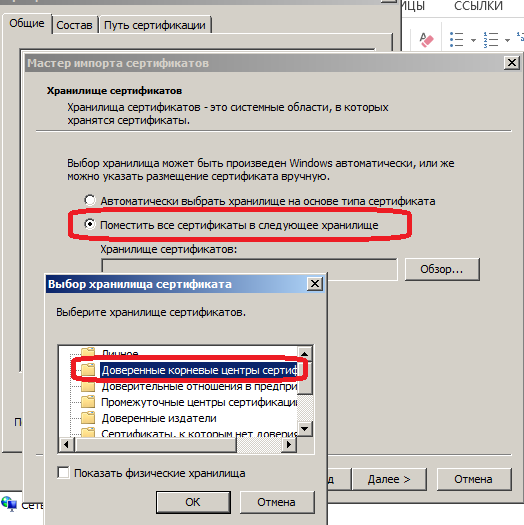 ИЦЫ ССЫЛКИ
Общие Состав Путь сертификации
Мастер импорта сертификатов
Хранилище сертификатов
Хранилища сертификатов - это системные области, в которых
хранятся сертификаты.
Выбор хранилища может быть произведен Windows автоматически, или же
можно указать размещение сертификата вручную.
Автоматически выбрать хранилище на основе типа сертификата
Поместить все сертификаты в следующее хранилище
Хранилище сертификатов:
Обзор...
Выбор хранилища сертификата
Выберите хранилище сертификатов.
Личное
Доверенные корневые центры сертиф
Доверительные отношения в предпри
Промежуточные центры сертификаци
Доверенные издатели
Сертификаты, к которым нет доверия
Показать физические хранилища
OK Отмена
д Далее > Отмена
Сеть